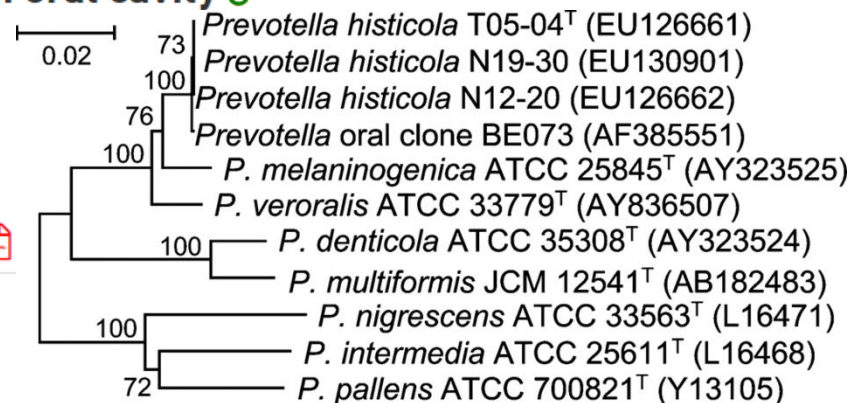 oral cavity
0.02
Prevotella histicola T05-04ᵀ (EU126661)
73
Prevotella histicola N19-30 (EU130901)
100
Prevotella histicola N12-20 (EU126662)
76
Prevotella oral clone BE073 (AF385551)
100
P. melaninogenica ATCC 25845ᵀ (AY323525)
P. veroralis ATCC 33779ᵀ (AY836507)
100
P. denticola ATCC 35308ᵀ (AY323524)
P. multiformis JCM 12541ᵀ (AB182483)
P. nigrescens ATCC 33563ᵀ (L16471)
100
P. intermedia ATCC 25611ᵀ (L16468)
72
P. pallens ATCC 700821ᵀ (Y13105)